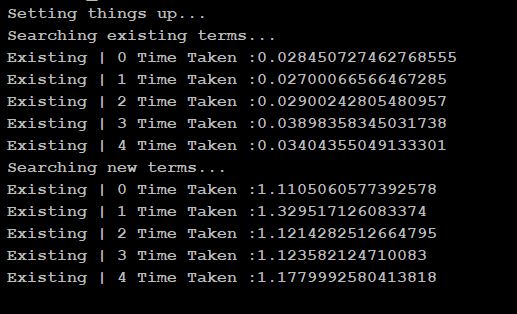 Setting things up...
Searching existing terms...
Existing | 0 Time Taken :0.028450727462768555
Existing | 1 Time Taken :0.02700066566467285
Existing | 2 Time Taken :0.02900242805480957
Existing | 3 Time Taken :0.03898358345031738
Existing | 4 Time Taken :0.03404355049133301
Searching new terms...
Existing | 0 Time Taken :1.1105060577392578
Existing | 1 Time Taken :1.329517126083374
Existing | 2 Time Taken :1.1214282512664795
Existing | 3 Time Taken :1.123582124710083
Existing | 4 Time Taken :1.1779992580413818